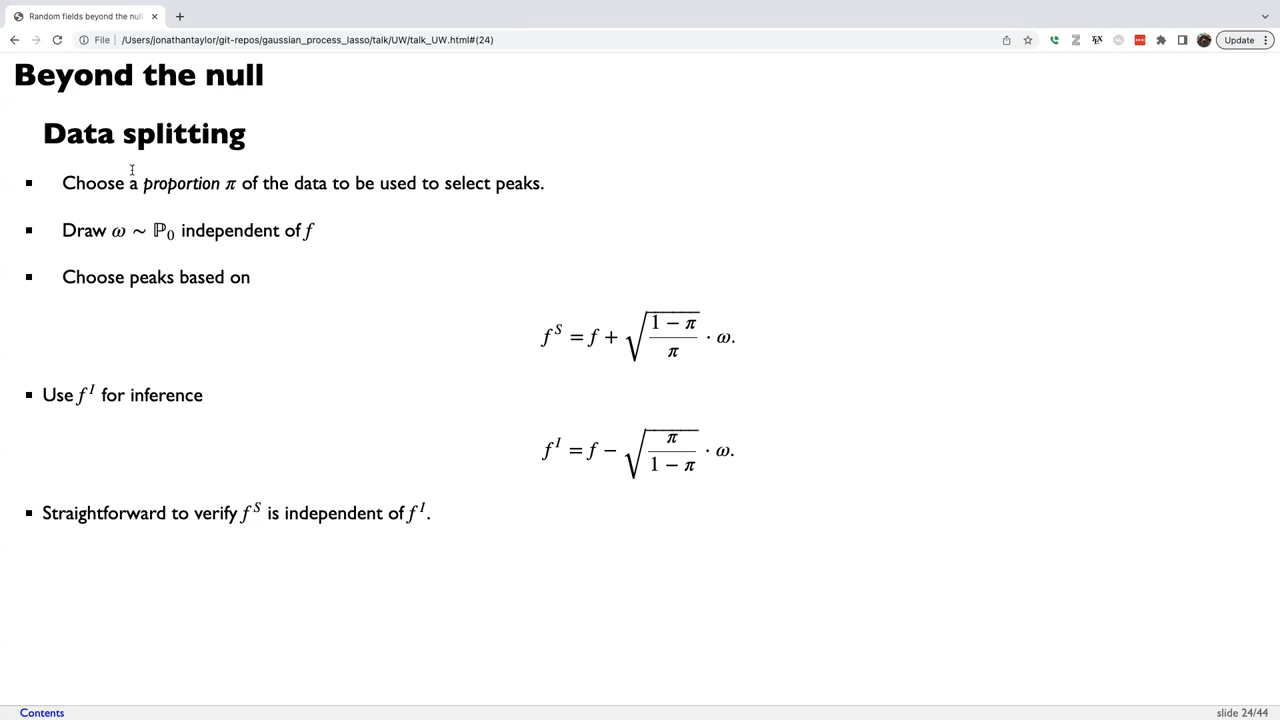 Random fields beyond the null
File
/Users/jonathantaylor/git-repos/gaussian_process_lasso/talk/UW/talk_UW.html#(24)
Update
Beyond the null
Data splitting
Choose a proportion π of the data to be used to select peaks.
Draw ω ∼ ℙ₀ independent of f
Choose peaks based on
f^S = f + √((1 − π)/π) · ω.
Use f^I for inference
f^I = f − √(π/(1 − π)) · ω.
Straightforward to verify f^S is independent of f^I.
Contents
slide 24/44